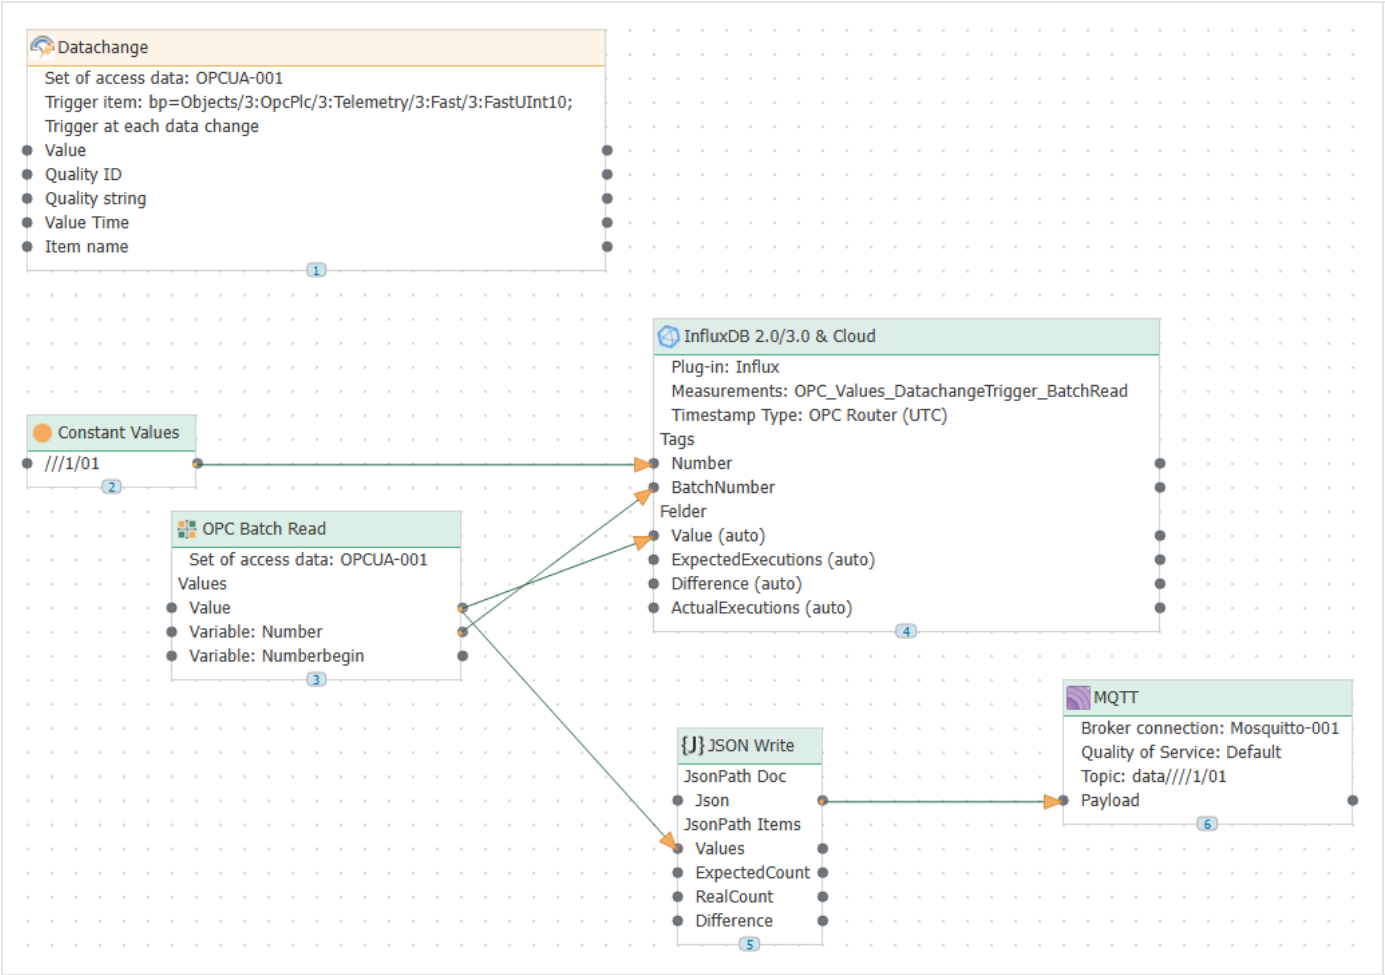 Datachange
Set of access data: OPCUA-001
Trigger item: bp=Objects/3:OpcPlc/3:Telemetry/3:Fast/3:FastUInt10;
Trigger at each data change
Value
Quality ID
Quality string
Value Time
Item name
1
Constant Values
///1/01
2
OPC Batch Read
Set of access data: OPCUA-001
Values
Value
Variable: Number
Variable: Numberbegin
3
InfluxDB 2.0/3.0 & Cloud
Plug-in: Influx
Measurements: OPC_Values_DatachangeTrigger_BatchRead
Timestamp Type: OPC Router (UTC)
Tags
Number
BatchNumber
Felder
Value (auto)
ExpectedExecutions (auto)
Difference (auto)
ActualExecutions (auto)
4
{J} JSON Write
JsonPath Doc
Json
JsonPath Items
Values
ExpectedCount
RealCount
Difference
5
MQTT
Broker connection: Mosquitto-001
Quality of Service: Default
Topic: data////1/01
Payload
6